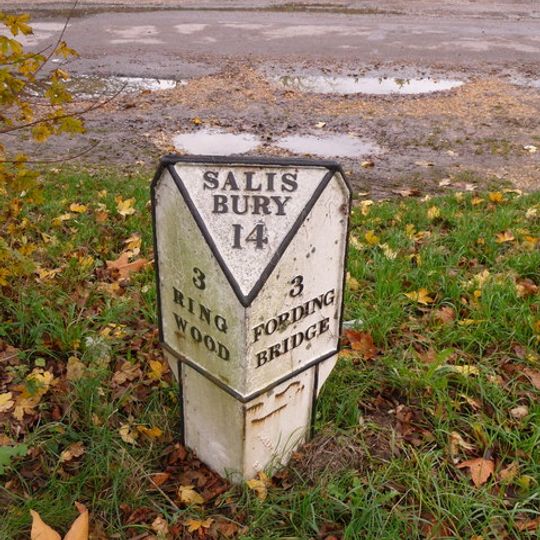 SALIS
BURY
14
3
RING
WOOD
3
FORDING
BRIDGE